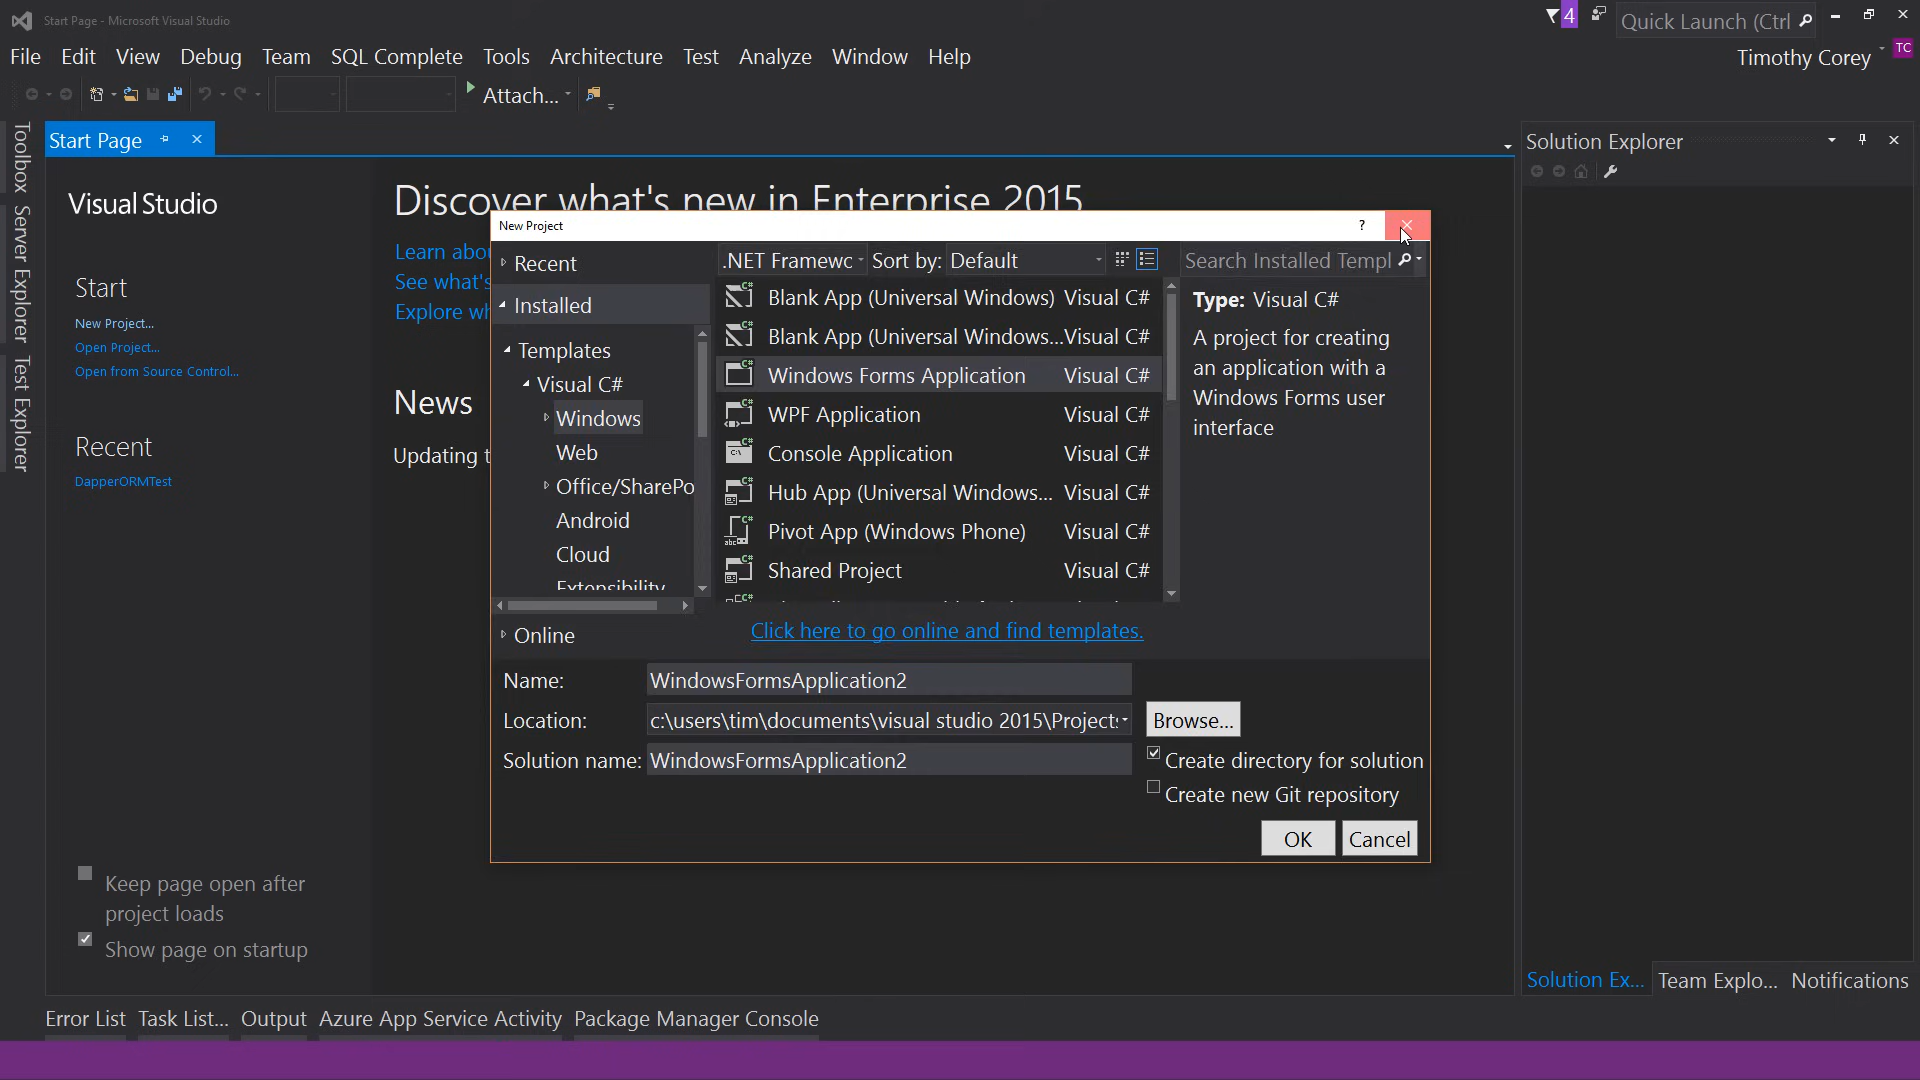 Start Page - Microsoft Visual Studio
4
Quick Launch (Ctrl
File Edit View Debug Team SQL Complete Tools Architecture Test Analyze Window Help
Timothy Corey
TC
Attach...
Toolbox
Server Explorer
Test Explorer
Start Page
Visual Studio
Start
New Project...
Open Project...
Open from Source Control...
Recent
DapperORMTest
Keep page open after
project loads
Show page on startup
Discover what's new in Enterprise 2015
Learn abou
See what's
Explore wh
News
Updating t
New Project
?
Recent
Installed
Templates
Visual C#
Windows
Web
Office/SharePo
Android
Cloud
Extensibility
Online
.NET Framewc Sort by: Default
Search Installed Templ
Blank App (Universal Windows) Visual C#
Blank App (Universal Windows... Visual C#
Windows Forms Application Visual C#
WPF Application Visual C#
Console Application Visual C#
Hub App (Universal Windows... Visual C#
Pivot App (Windows Phone) Visual C#
Shared Project Visual C#
Click here to go online and find templates.
Type: Visual C#
A project for creating
an application with a
Windows Forms user
interface
Name: WindowsFormsApplication2
Location: c:\users\tim\documents\visual studio 2015\Projects
Browse...
Solution name: WindowsFormsApplication2
Create directory for solution
Create new Git repository
OK Cancel
Solution Explorer
Solution Ex... Team Explo... Notifications
Error List Task List... Output Azure App Service Activity Package Manager Console